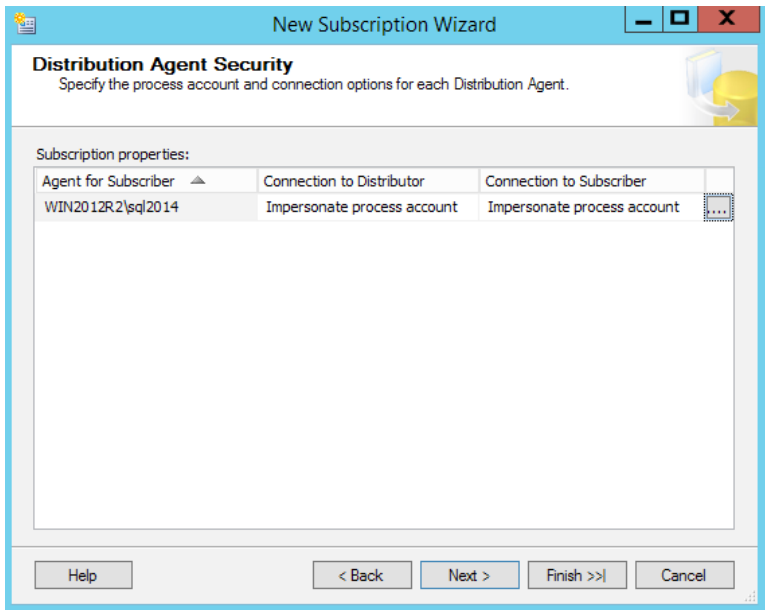 New Subscription Wizard
Distribution Agent Security
Specify the process account and connection options for each Distribution Agent.
Subscription properties:
Agent for Subscriber Connection to Distributor Connection to Subscriber
WIN2012R2\sql2014 Impersonate process account Impersonate process account ....
Help < Back Next > Finish >>| Cancel